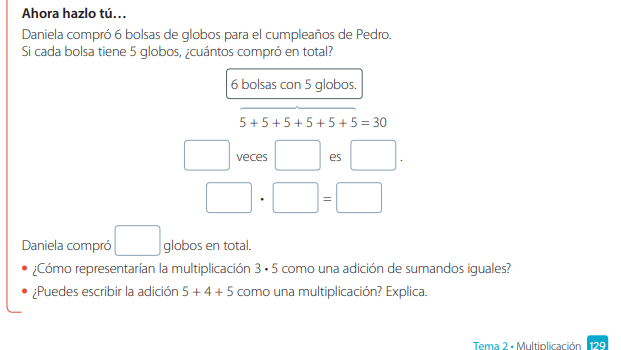 Ahora hazlo tú...
Daniela compró 6 bolsas de globos para el cumpleaños de Pedro.
Si cada bolsa tiene 5 globos, ¿cuántos compró en total?
6 bolsas con 5 globos.
5 + 5 + 5 + 5 + 5 + 5 = 30
veces es .
• =
Daniela compró globos en total.
• ¿Cómo representarían la multiplicación 3 • 5 como una adición de sumandos iguales?
• ¿Puedes escribir la adición 5 + 4 + 5 como una multiplicación? Explica.
Tema 2 • Multiplicación 129